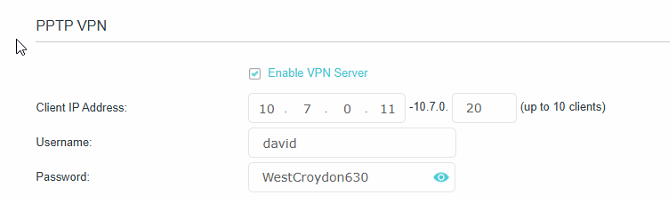 PPTP VPN
Enable VPN Server
Client IP Address: 10 . 7 . 0 . 11 -10.7.0. 20 (up to 10 clients)
Username: david
Password: WestCroydon630